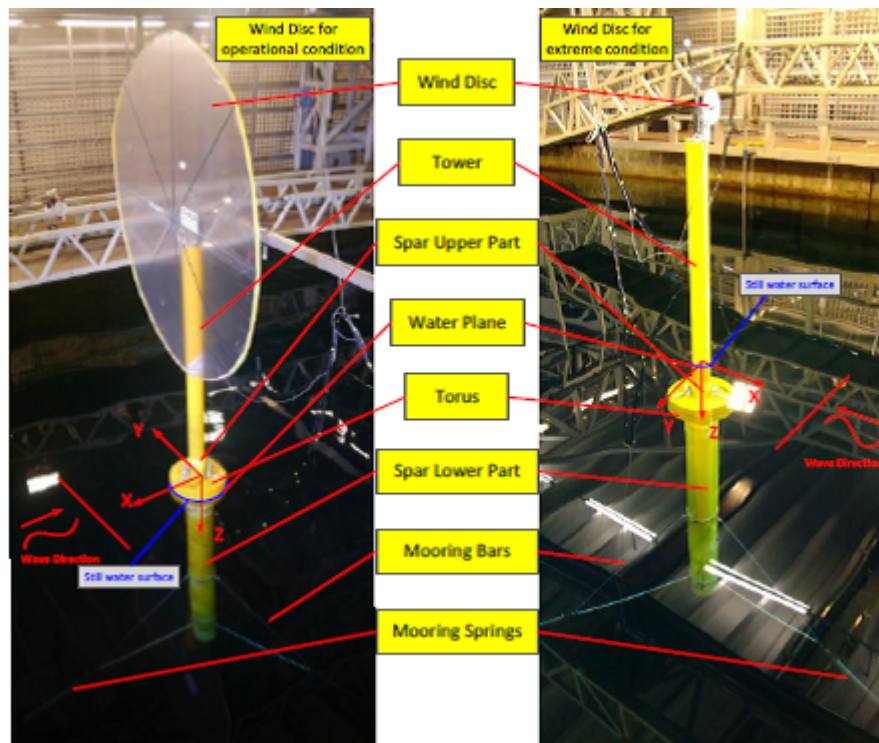 Wind Disc for
operational condition
Wind Disc for
extreme condition
Wind Disc
Tower
Spar Upper Part
Still water surface
Water Plane
Torus
X
Y
Z
Y
X
Z
Wave Direction
Spar Lower Part
Wave Direction
Still water surface
Mooring Bars
Mooring Springs